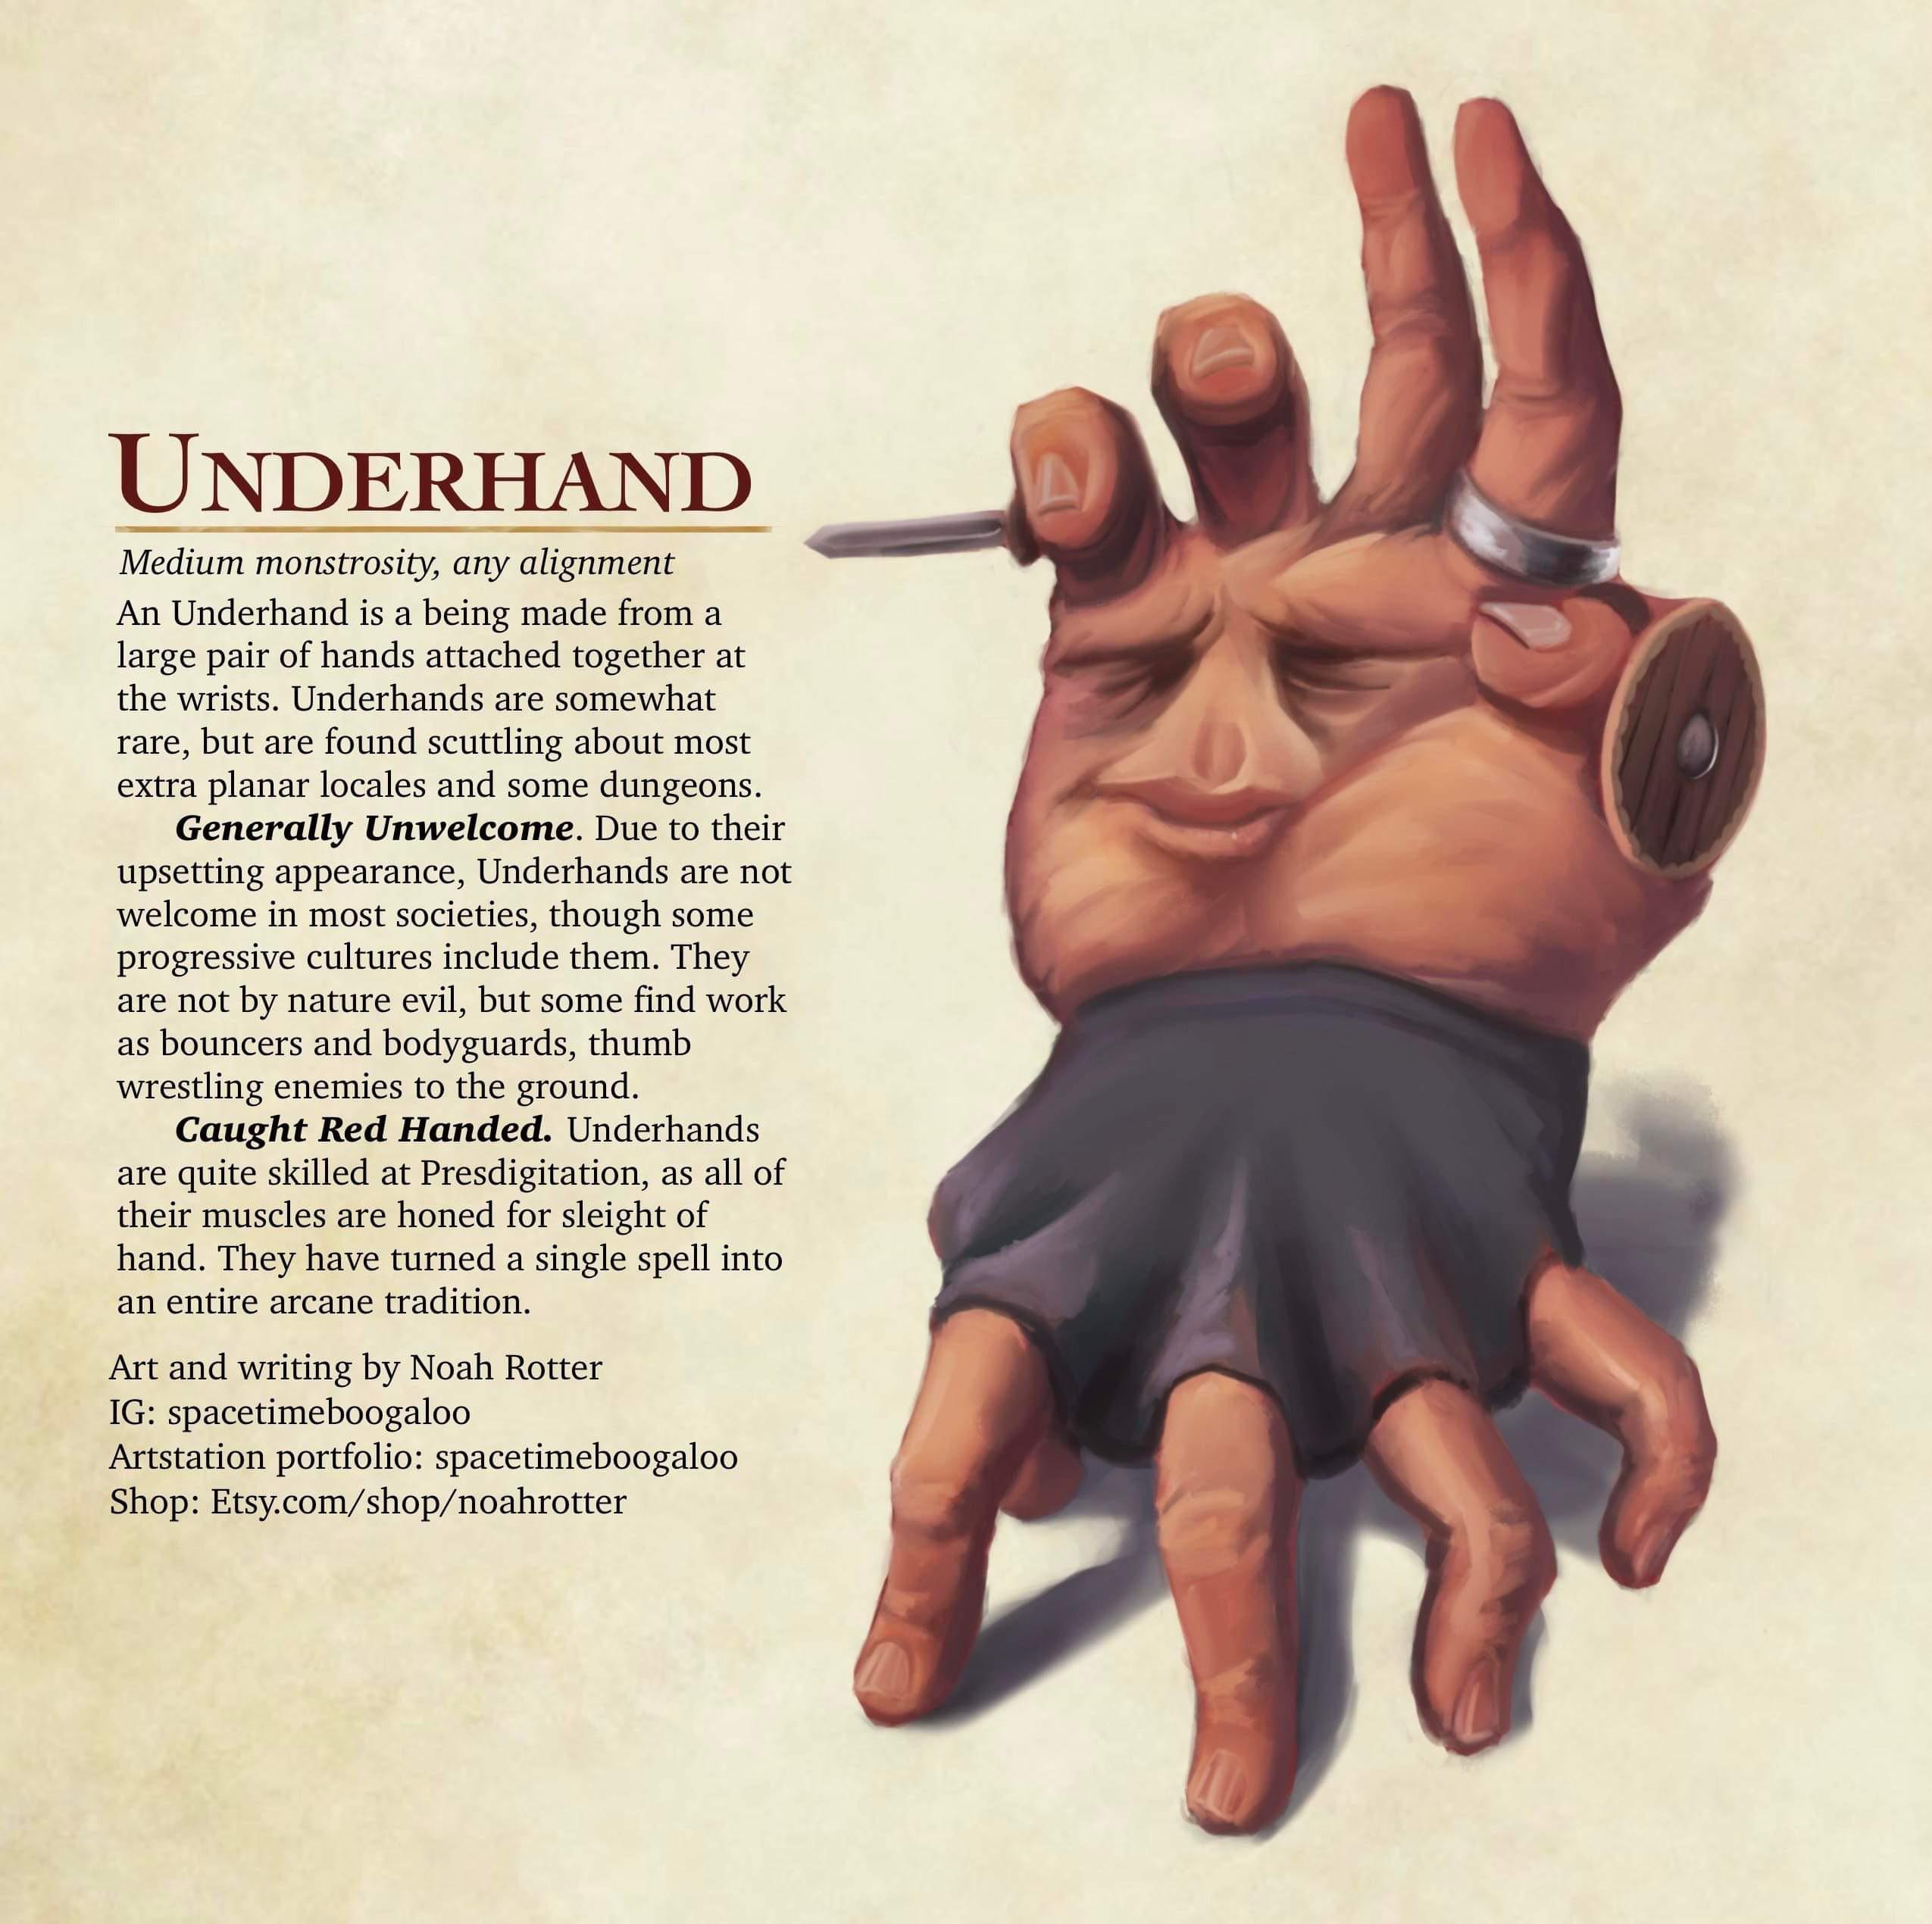 UNDERHAND
Medium monstrosity, any alignment
An Underhand is a being made from a
large pair of hands attached together at
the wrists. Underhands are somewhat
rare, but are found scuttling about most
extra planar locales and some dungeons.
Generally Unwelcome. Due to their
upsetting appearance, Underhands are not
welcome in most societies, though some
progressive cultures include them. They
are not by nature evil, but some find work
as bouncers and bodyguards, thumb
wrestling enemies to the ground.
Caught Red Handed. Underhands
are quite skilled at Presdigitation, as all of
their muscles are honed for sleight of
hand. They have turned a single spell into
an entire arcane tradition.
Art and writing by Noah Rotter
IG: spacetimeboogaloo
Artstation portfolio: spacetimeboogaloo
Shop: Etsy.com/shop/noahrotter